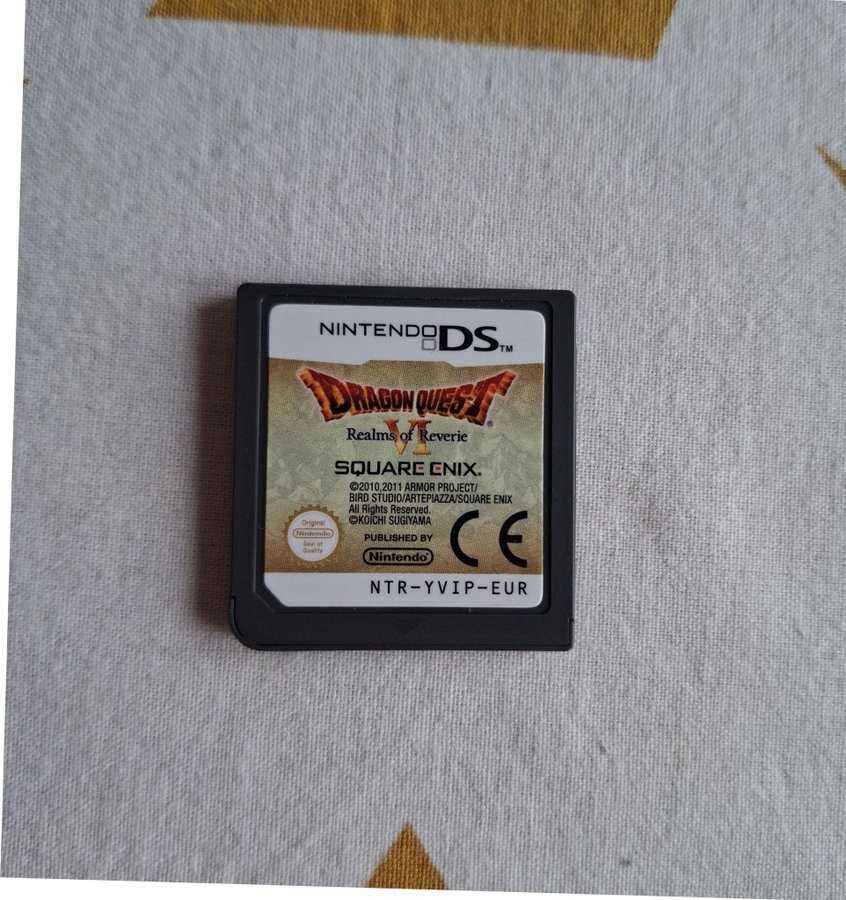 NINTENDO DS™
DRAGON QUEST®
VI
Realms of Reverie
SQUARE ENIX®
©2010,2011 ARMOR PROJECT/
BIRD STUDIO/ARTEPIAZZA/SQUARE ENIX
All Rights Reserved.
©KOICHI SUGIYAMA
Original
Nintendo
Seal of
Quality
PUBLISHED BY
Nintendo®
CE
NTR-YVIP-EUR